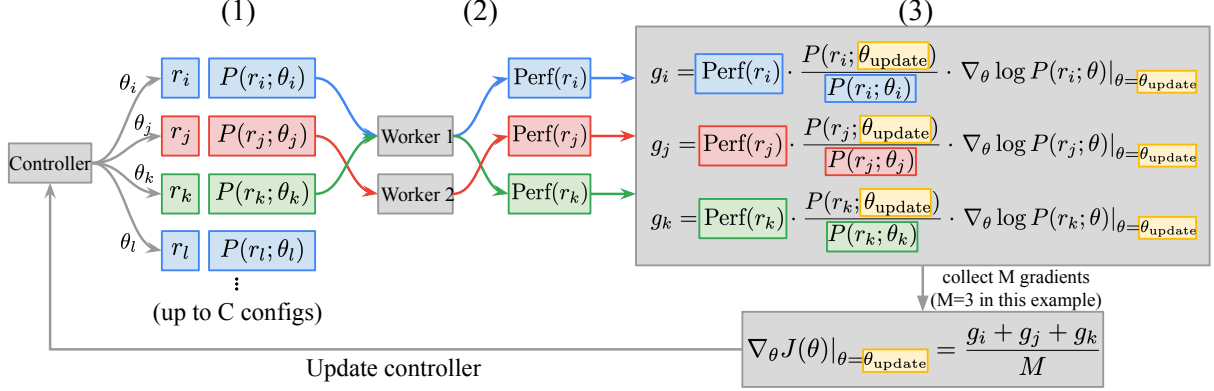 (1)
(2)
(3)
Controller
θ_i
r_i
P(r_i; θ_i)
θ_j
r_j
P(r_j; θ_j)
θ_k
r_k
P(r_k; θ_k)
θ_l
r_l
P(r_l; θ_l)
⋮
(up to C configs)
Worker 1
Worker 2
Perf(r_i)
Perf(r_j)
Perf(r_k)
g_i = Perf(r_i) · P(r_i; θ_update) / P(r_i; θ_i) · ∇_θ log P(r_i; θ)|_θ=θ_update
g_j = Perf(r_j) · P(r_j; θ_update) / P(r_j; θ_j) · ∇_θ log P(r_j; θ)|_θ=θ_update
g_k = Perf(r_k) · P(r_k; θ_update) / P(r_k; θ_k) · ∇_θ log P(r_k; θ)|_θ=θ_update
collect M gradients
(M=3 in this example)
∇_θ J(θ)|_θ=θ_update = g_i + g_j + g_k / M
Update controller